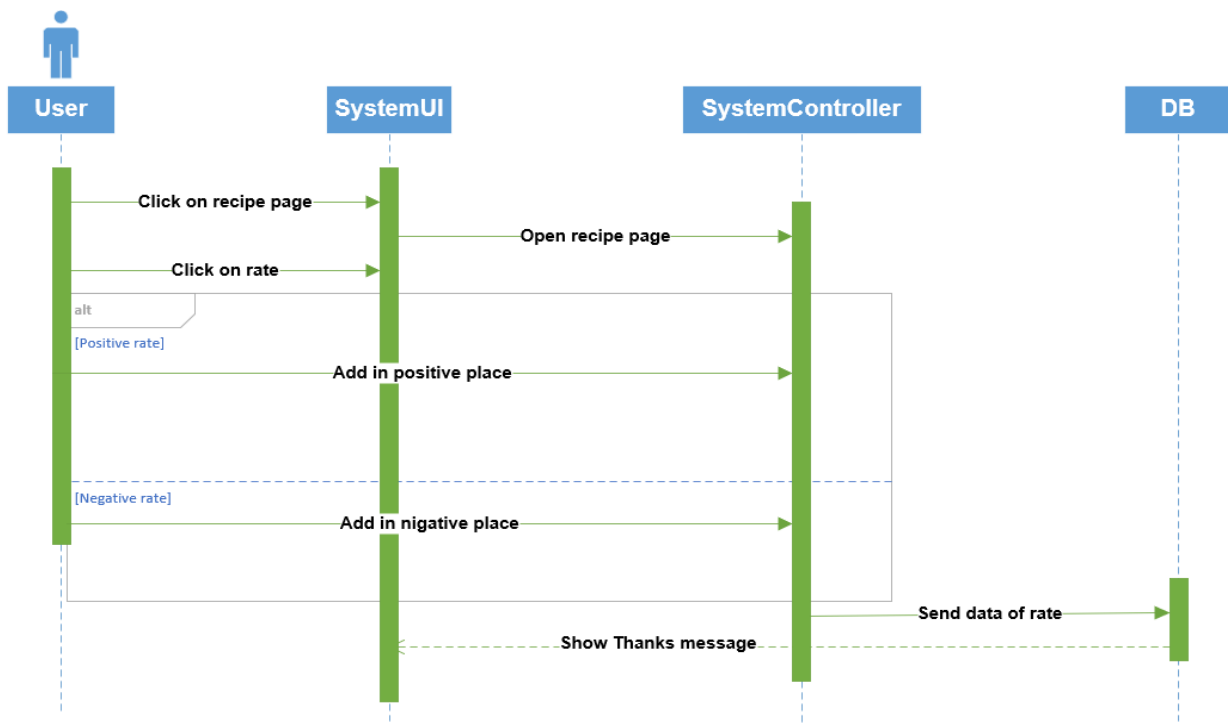 User
SystemUI
SystemController
DB
Click on recipe page
Open recipe page
Click on rate
alt
[Positive rate]
Add in positive place
[Negative rate]
Add in nigative place
Send data of rate
Show Thanks message